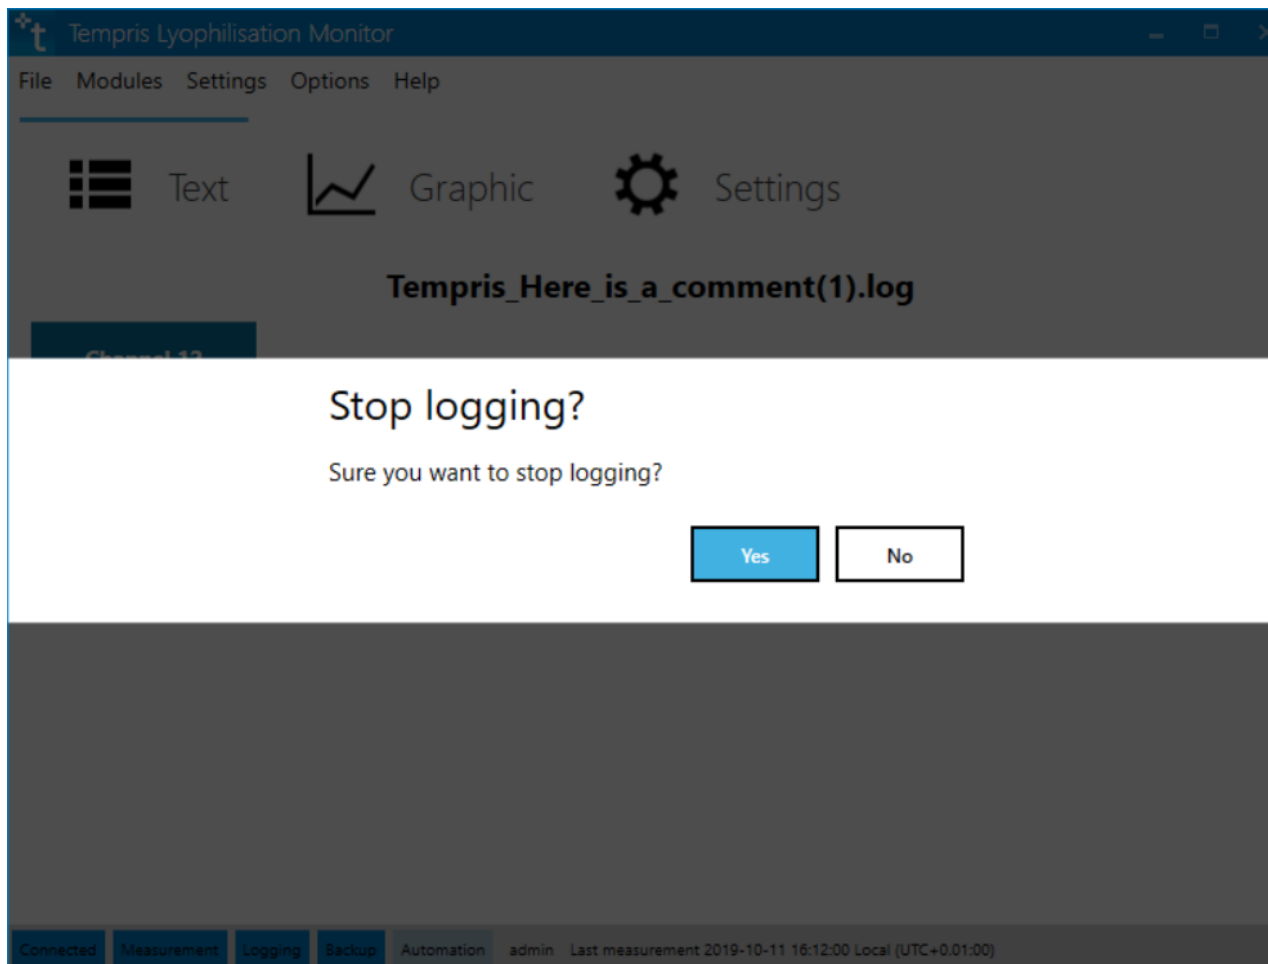 Tempris Lyophilisation Monitor
File Modules Settings Options Help
Text Graphic Settings
Tempris_Here_is_a_comment(1).log
Channel 13
Stop logging?
Sure you want to stop logging?
Yes No
Connected Measurement Logging Backup Automation admin Last measurement 2019-10-11 16:12:00 Local (UTC+0.01:00)